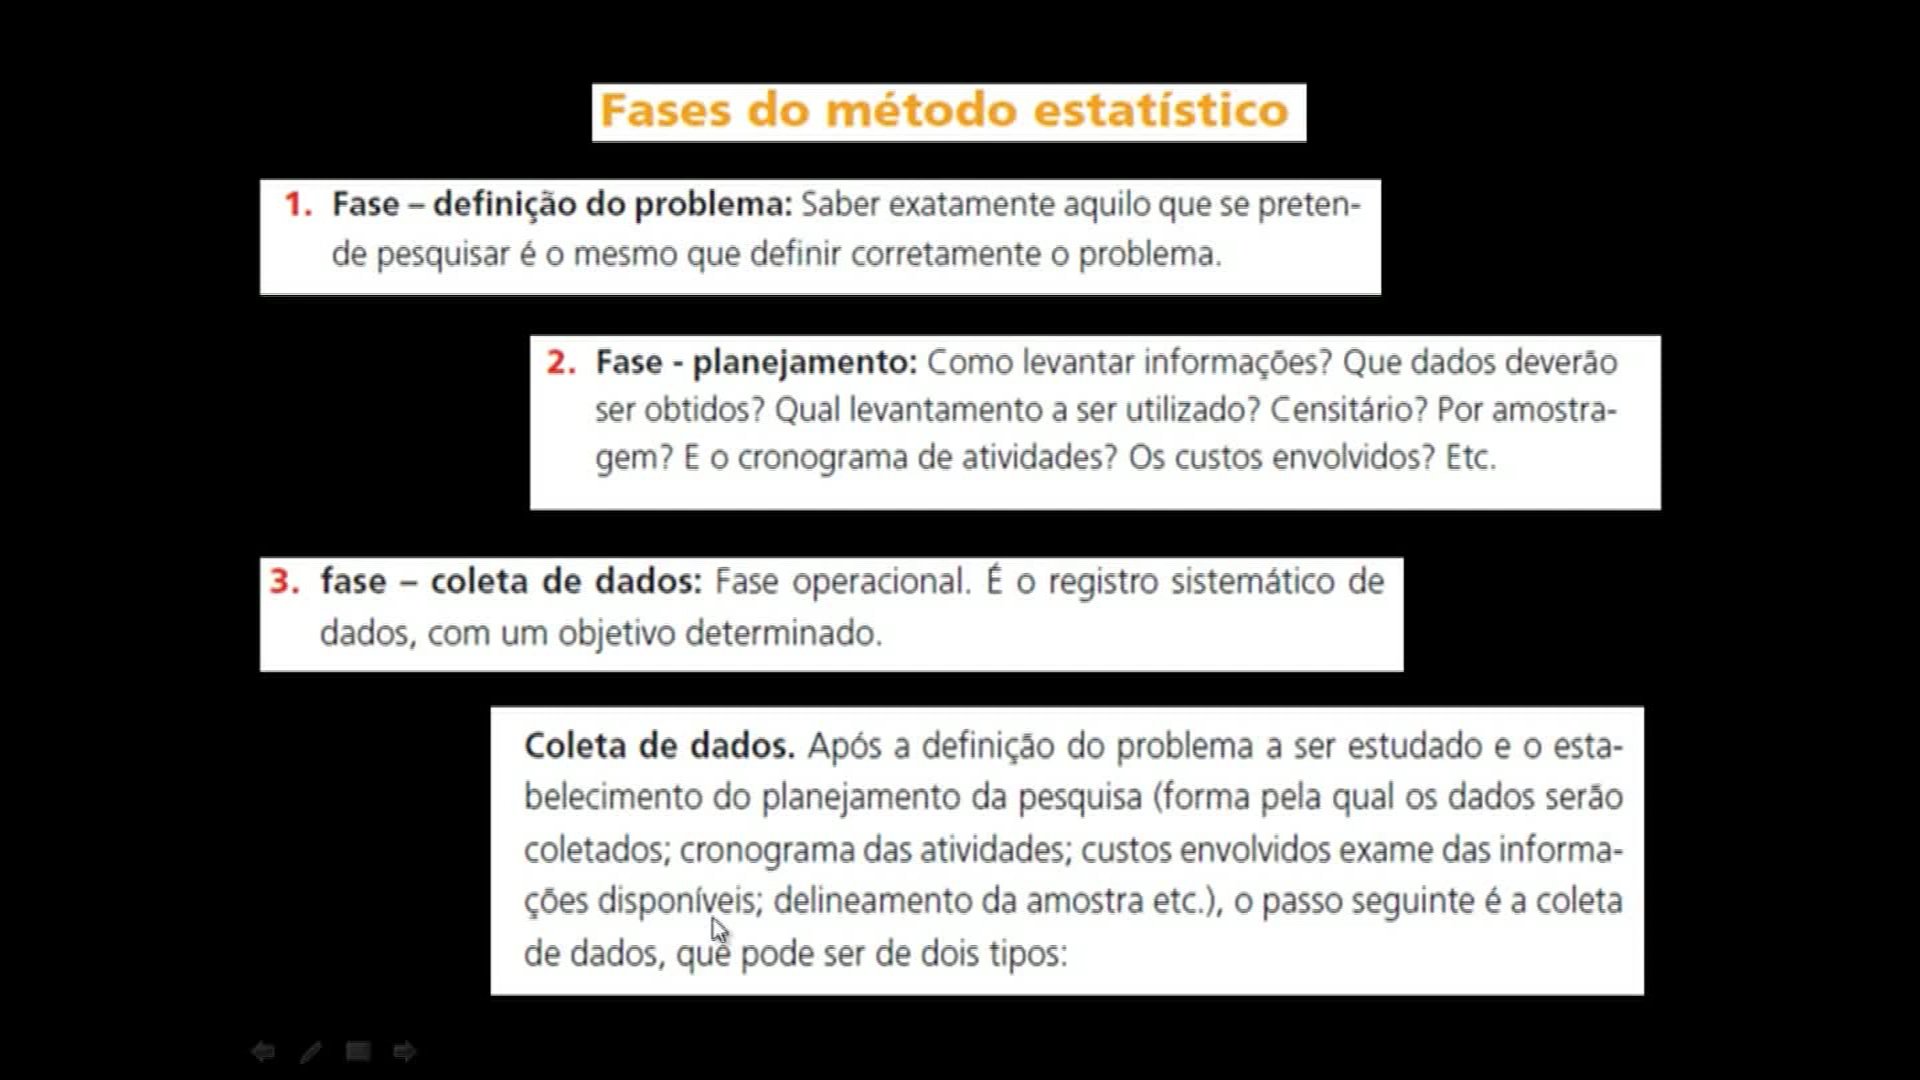 Fases do método estatístico
1. Fase – definição do problema: Saber exatamente aquilo que se preten-
de pesquisar é o mesmo que definir corretamente o problema.
2. Fase - planejamento: Como levantar informações? Que dados deverão
ser obtidos? Qual levantamento a ser utilizado? Censitário? Por amostra-
gem? E o cronograma de atividades? Os custos envolvidos? Etc.
3. fase – coleta de dados: Fase operacional. É o registro sistemático de
dados, com um objetivo determinado.
Coleta de dados. Após a definição do problema a ser estudado e o esta-
belecimento do planejamento da pesquisa (forma pela qual os dados serão
coletados; cronograma das atividades; custos envolvidos exame das informa-
ções disponíveis; delineamento da amostra etc.), o passo seguinte é a coleta
de dados, que pode ser de dois tipos: